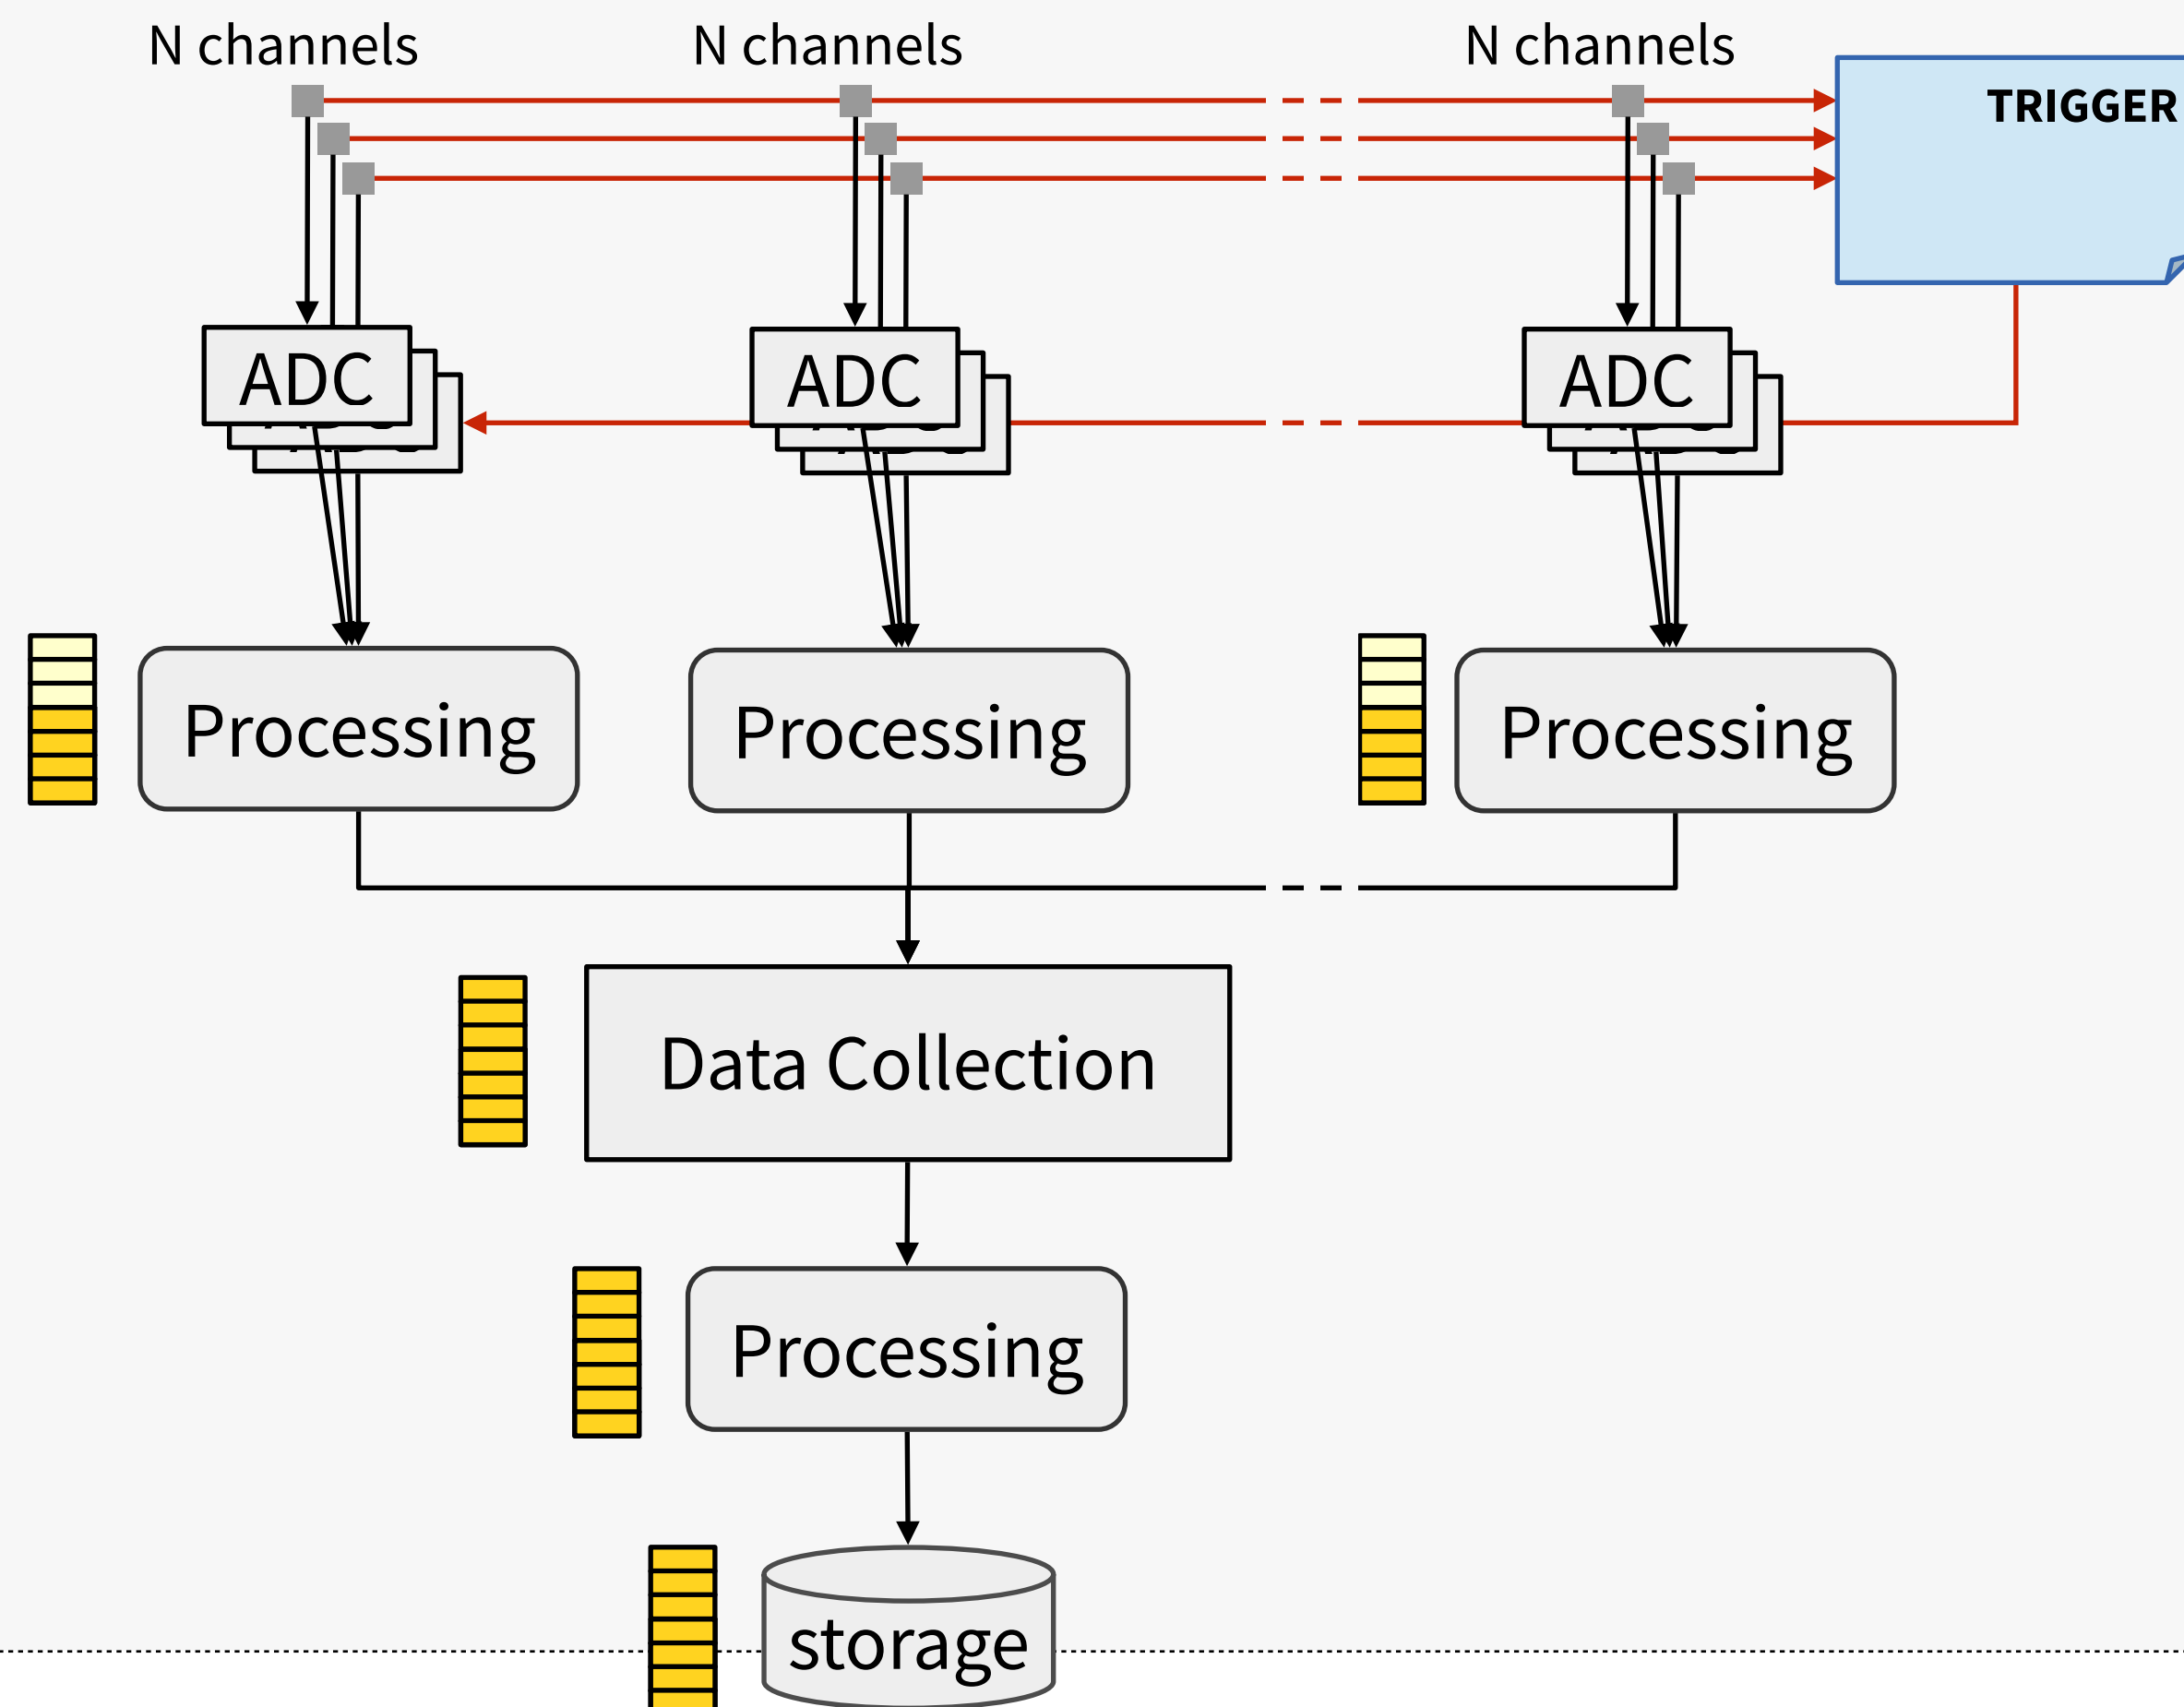 N channels N channels N channels
TRIGGER
ADC ADC ADC
Processing Processing Processing
Data Collection
Processing
storage